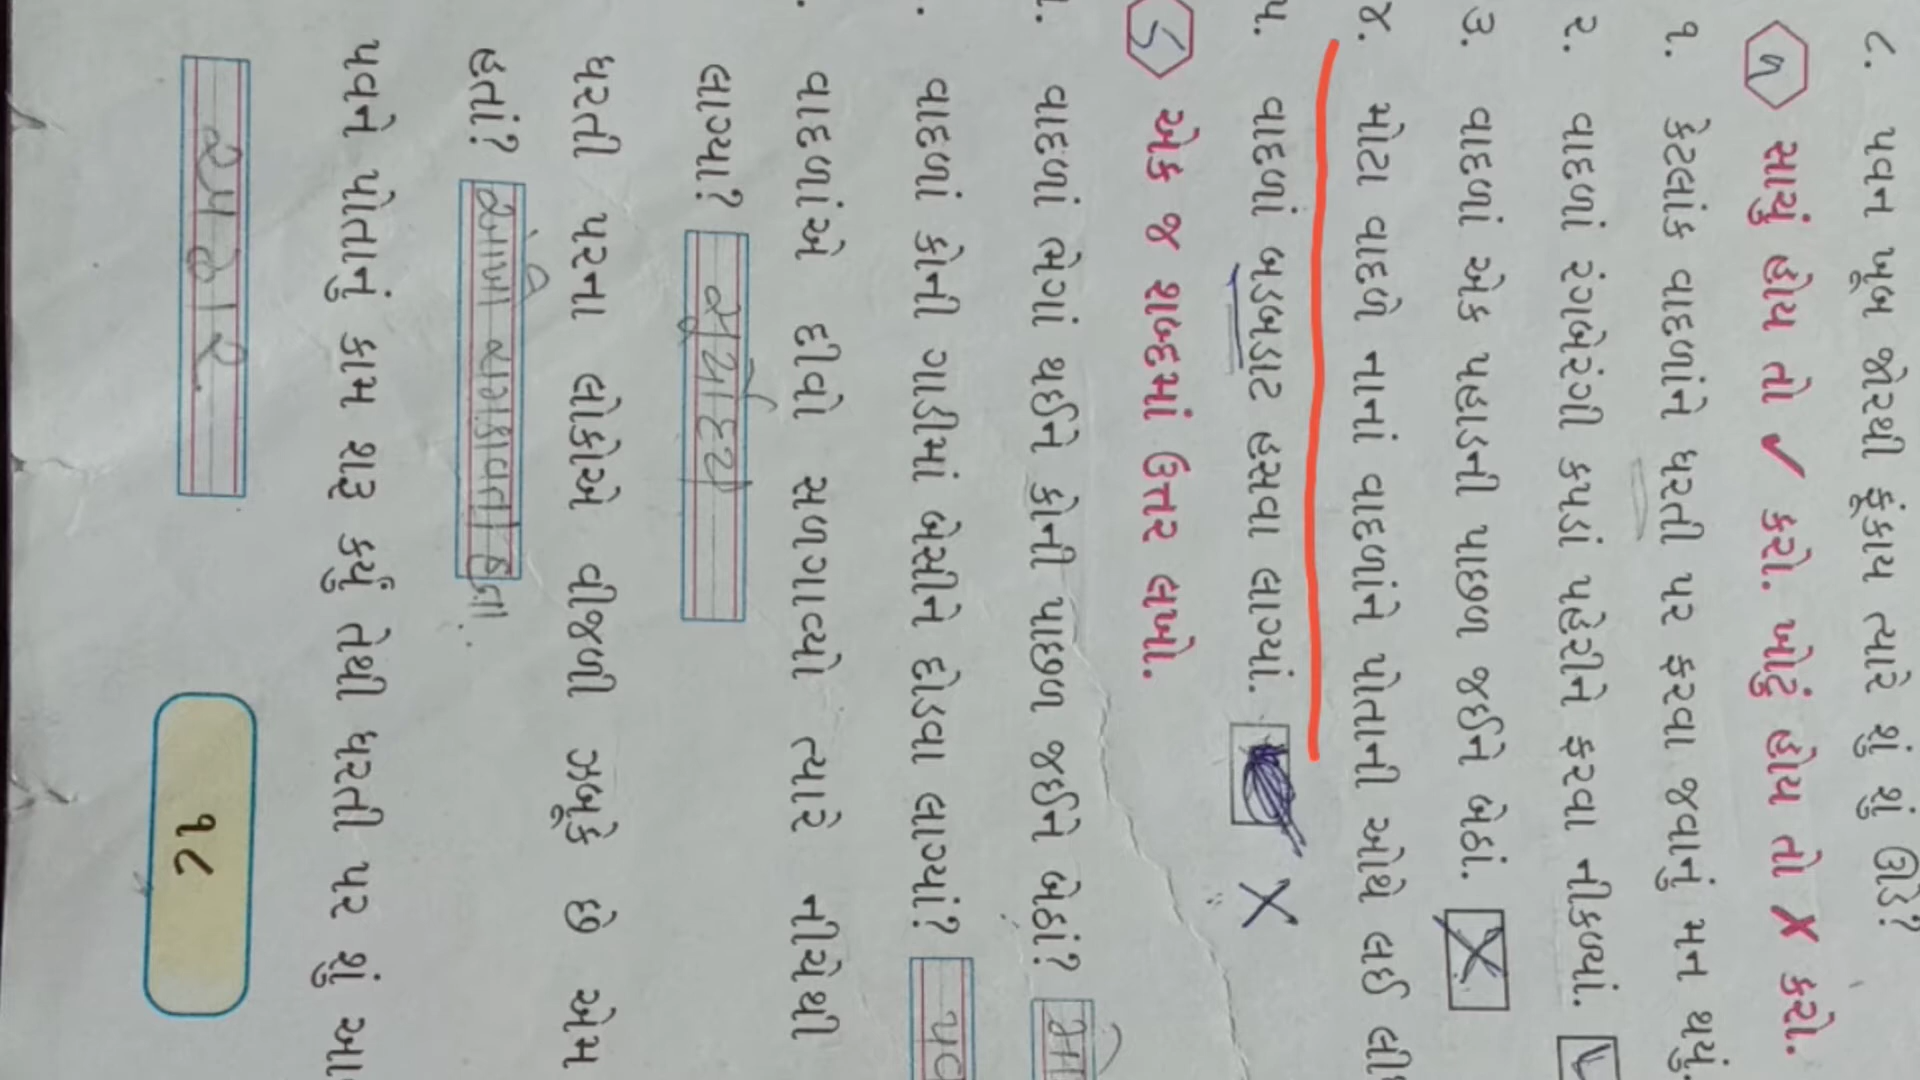 ૮. પવન ખૂબ જોરથી ફૂંકાય ત્યારે શું શું ઊડે?
૧ સાચું હોય તો ✓ કરો. ખોટું હોય તો ✗ કરો.
૧. કેટલાંક વાદળાંને ધરતી પર ફરવા જવાનું મન થયું.
૨. વાદળાં રંગબેરંગી કપડાં પહેરીને ફરવા નીકળ્યાં.
૩. વાદળાં એક પહાડની પાછળ જઈને બેઠાં. ✗
૪. મોટા વાદળે નાનાં વાદળાંને પોતાની ઓથે લઈ
૫. વાદળાં ખડખડાટ હસવા લાગ્યાં. ✗
એક જ શબ્દમાં ઉત્તર લખો.
વાદળાં ભેગાં થઈને કોની પાછળ જઈને બેઠાં?
વાદળાં કોની ગાડીમાં બેસીને દોડવા લાગ્યાં?
વાદળાંએ દીવો સળગાવ્યો ત્યારે નીચેથી
લાગ્યા? સૂર્યોદય
ધરતી પરના લોકોએ વીજળી ઝબૂકે છે એમ
હતાં?
પવને પોતાનું કામ શરૂ કર્યું તેથી ધરતી પર શું
૧૮